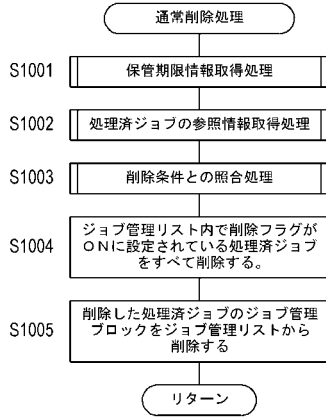 通常削除処理
S1001
保管期限情報取得処理
S1002
処理済ジョブの参照情報取得処理
S1003
削除条件との照合処理
S1004
ジョブ管理リスト内で削除フラグが
ONに設定されている処理済ジョブ
をすべて削除する。
S1005
削除した処理済ジョブのジョブ管理
ブロックをジョブ管理リストから
削除する
リターン